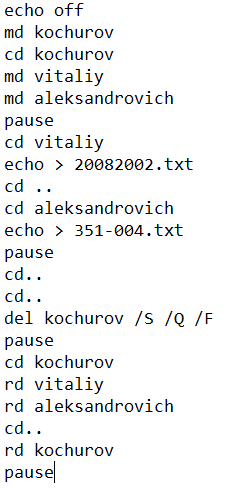 echo off
md kochurov
cd kochurov
md vitaliy
md aleksandrovich
pause
cd vitaliy
echo > 20082002.txt
cd ..
cd aleksandrovich
echo > 351-004.txt
pause
cd..
cd..
del kochurov /S /Q /F
pause
cd kochurov
rd vitaliy
rd aleksandrovich
cd..
rd kochurov
pause